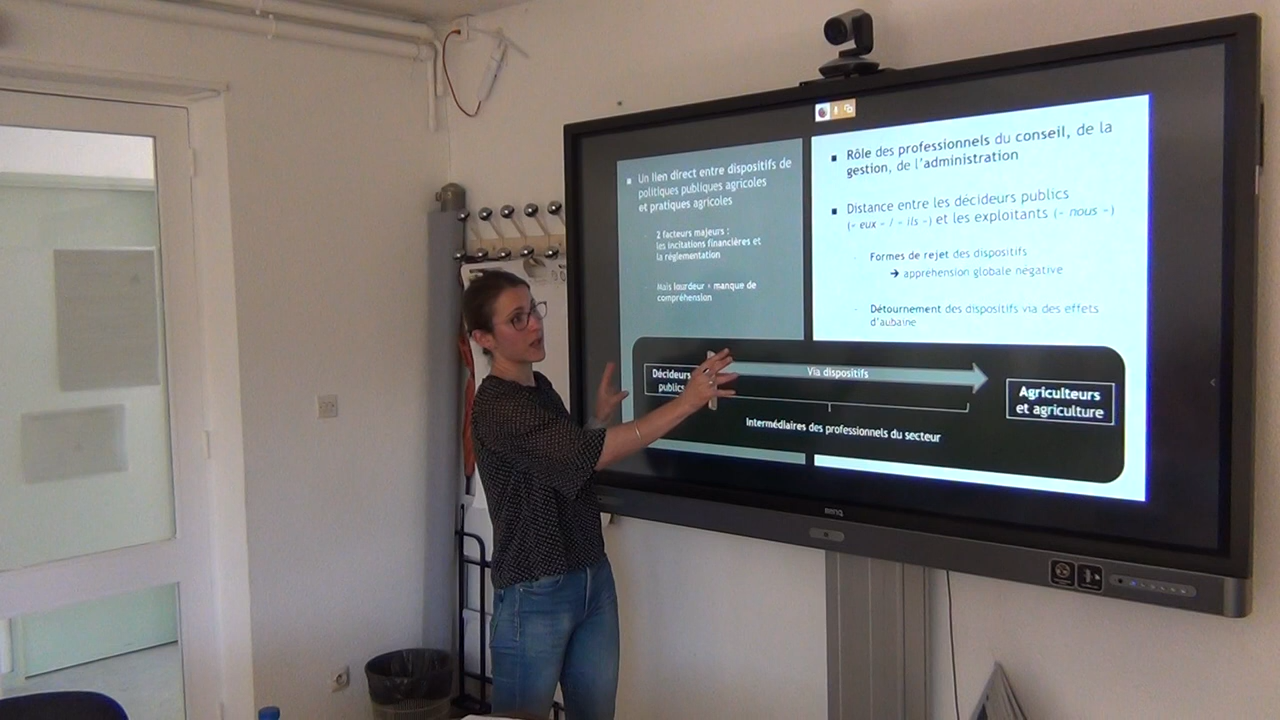 Un lien direct entre dispositifs de
politiques publiques agricoles
et pratiques agricoles
2 facteurs majeurs :
les incitations financières et
la réglementation
Mais lourdeur + manque de
compréhension
Rôle des professionnels du conseil, de la
gestion, de l'administration
Distance entre les décideurs publics
(« eux » / « ils ») et les exploitants (« nous »)
Formes de rejet des dispositifs
➔ appréhension globale négative
Détournement des dispositifs via des effets
d'aubaine
Décideurs
publics
Via dispositifs
Agriculteurs
et agriculture
Intermédiaires des professionnels du secteur
BenQ